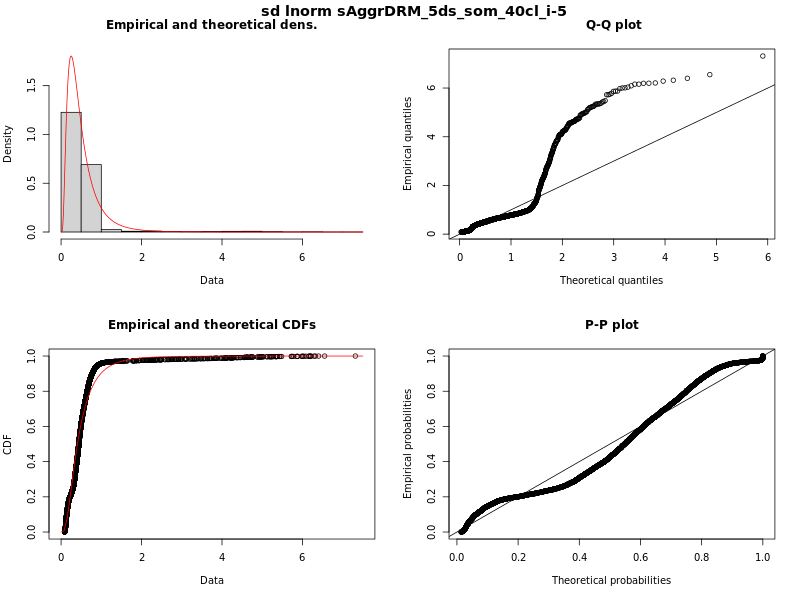 sd lnorm sAggrDRM_5ds_som_40cl_i-5
Empirical and theoretical dens.
Density
0.0 0.5 1.0 1.5
0 2 4 6
Data
Q-Q plot
Empirical quantiles
0 2 4 6
0 1 2 3 4 5 6
Theoretical quantiles
Empirical and theoretical CDFs
CDF
0.0 0.2 0.4 0.6 0.8 1.0
0 2 4 6
Data
P-P plot
Empirical probabilities
0.0 0.2 0.4 0.6 0.8 1.0
0.0 0.2 0.4 0.6 0.8 1.0
Theoretical probabilities